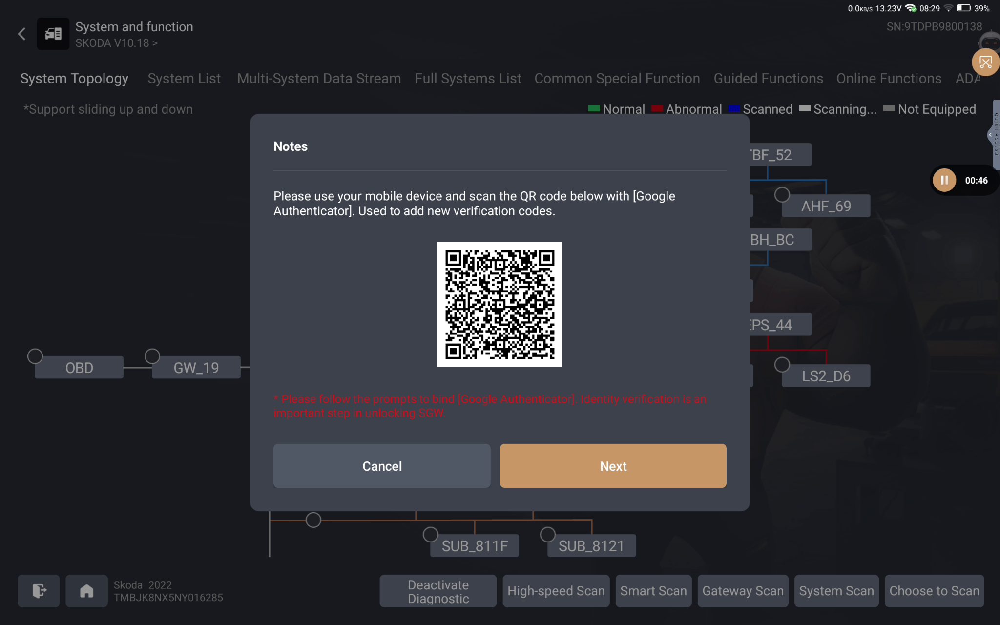 0.0KB/S 13.23V 08:29 39%
System and function
SKODA V10.18 >
SN:9TDPB9800138
System Topology System List Multi-System Data Stream Full Systems List Common Special Function Guided Functions Online Functions ADA
*Support sliding up and down
Normal Abnormal Scanned Scanning... Not Equipped
QUICK ACCESS
Notes
Please use your mobile device and scan the QR code below with [Google
Authenticator]. Used to add new verification codes.
* Please follow the prompts to bind [Google Authenticator]. Identity verification is an
important step in unlocking SGW.
Cancel
Next
BF_52
00:46
AHF_69
BH_BC
PS_44
LS2_D6
OBD
GW_19
SUB_811F
SUB_8121
Skoda 2022
TMBJK8NX5NY016285
Deactivate
Diagnostic
High-speed Scan
Smart Scan
Gateway Scan
System Scan
Choose to Scan